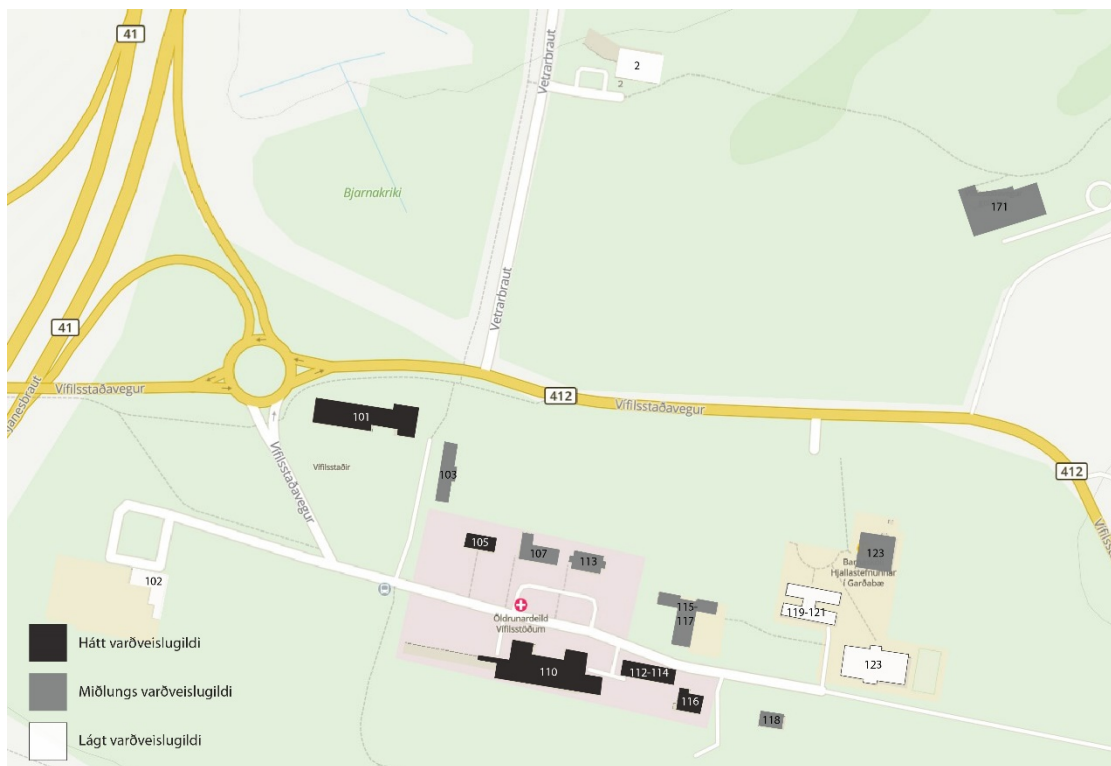 41
Vetrarbraut
2
2
Bjarnakriki
171
Vetrarbraut
41
Vífilsstaðavegur
412
Vífilsstaðavegur
101
412
Vífilsstaðir
103
Vífilsstaðavegur
105
107
113
123
Hjallastefnunnar
í Garðabæ
102
115-
117
119-121
Öldrunardeild
Vífilsstöðum
110
112-114
123
116
118
Hátt varðveislugildi
Miðlungs varðveislugildi
Lágt varðveislugildi